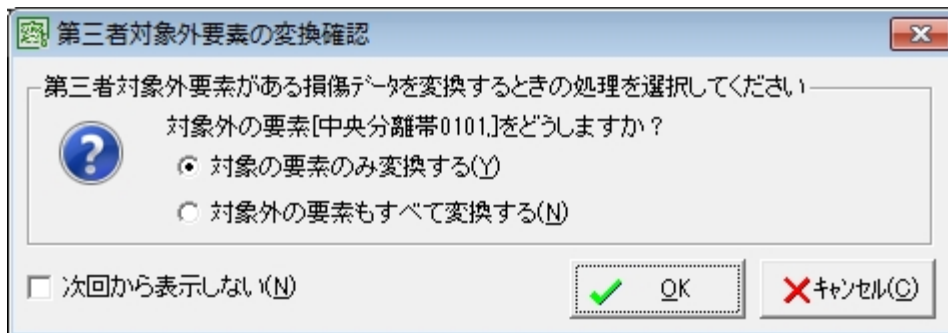 第三者対象外要素の変換確認
第三者対象外要素がある損傷データを変換するときの処理を選択してください
対象外の要素[中央分離帯0101,]をどうしますか？
対象の要素のみ変換する(Y)
対象外の要素もすべて変換する(N)
次回から表示しない(N)
OK
キャンセル(C)